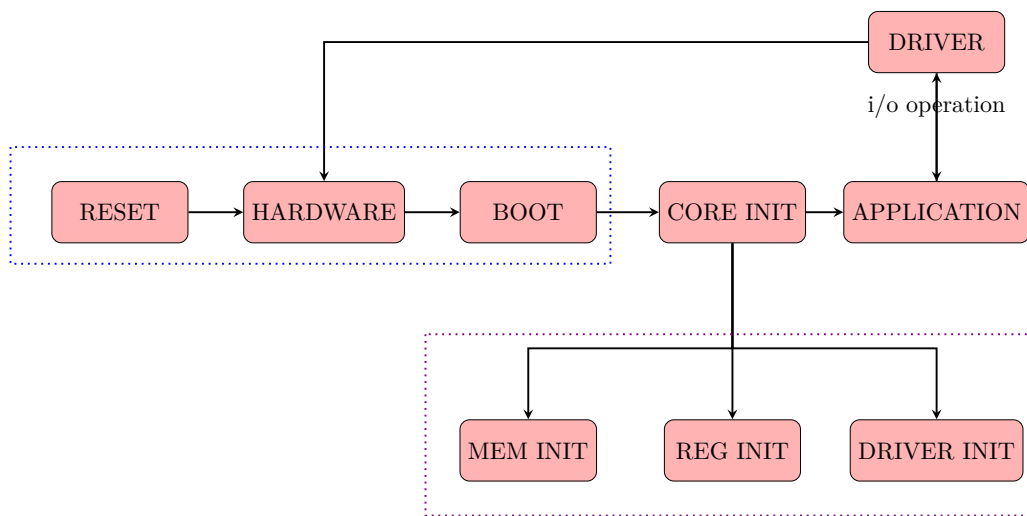 DRIVER
i/o operation
RESET
HARDWARE
BOOT
CORE INIT
APPLICATION
MEM INIT
REG INIT
DRIVER INIT